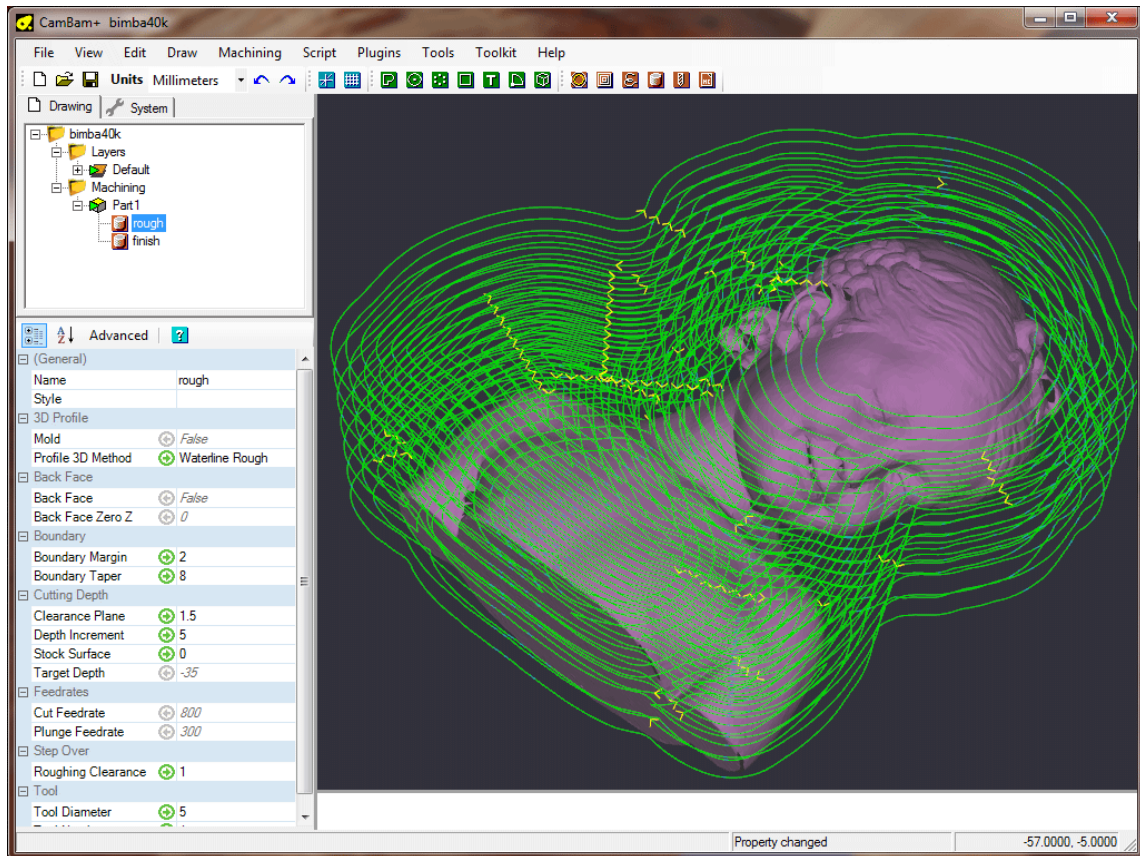 CamBam+ bimba40k
File View Edit Draw Machining Script Plugins Tools Toolkit Help
Units Millimeters
Drawing System
bimba40k
Layers
Default
Machining
Part1
rough
finish
Advanced
(General)
Name rough
Style
3D Profile
Mold False
Profile 3D Method Waterline Rough
Back Face
Back Face False
Back Face Zero Z 0
Boundary
Boundary Margin 2
Boundary Taper 8
Cutting Depth
Clearance Plane 1.5
Depth Increment 5
Stock Surface 0
Target Depth -35
Feedrates
Cut Feedrate 800
Plunge Feedrate 300
Step Over
Roughing Clearance 1
Tool
Tool Diameter 5
Property changed -57.0000, -5.0000